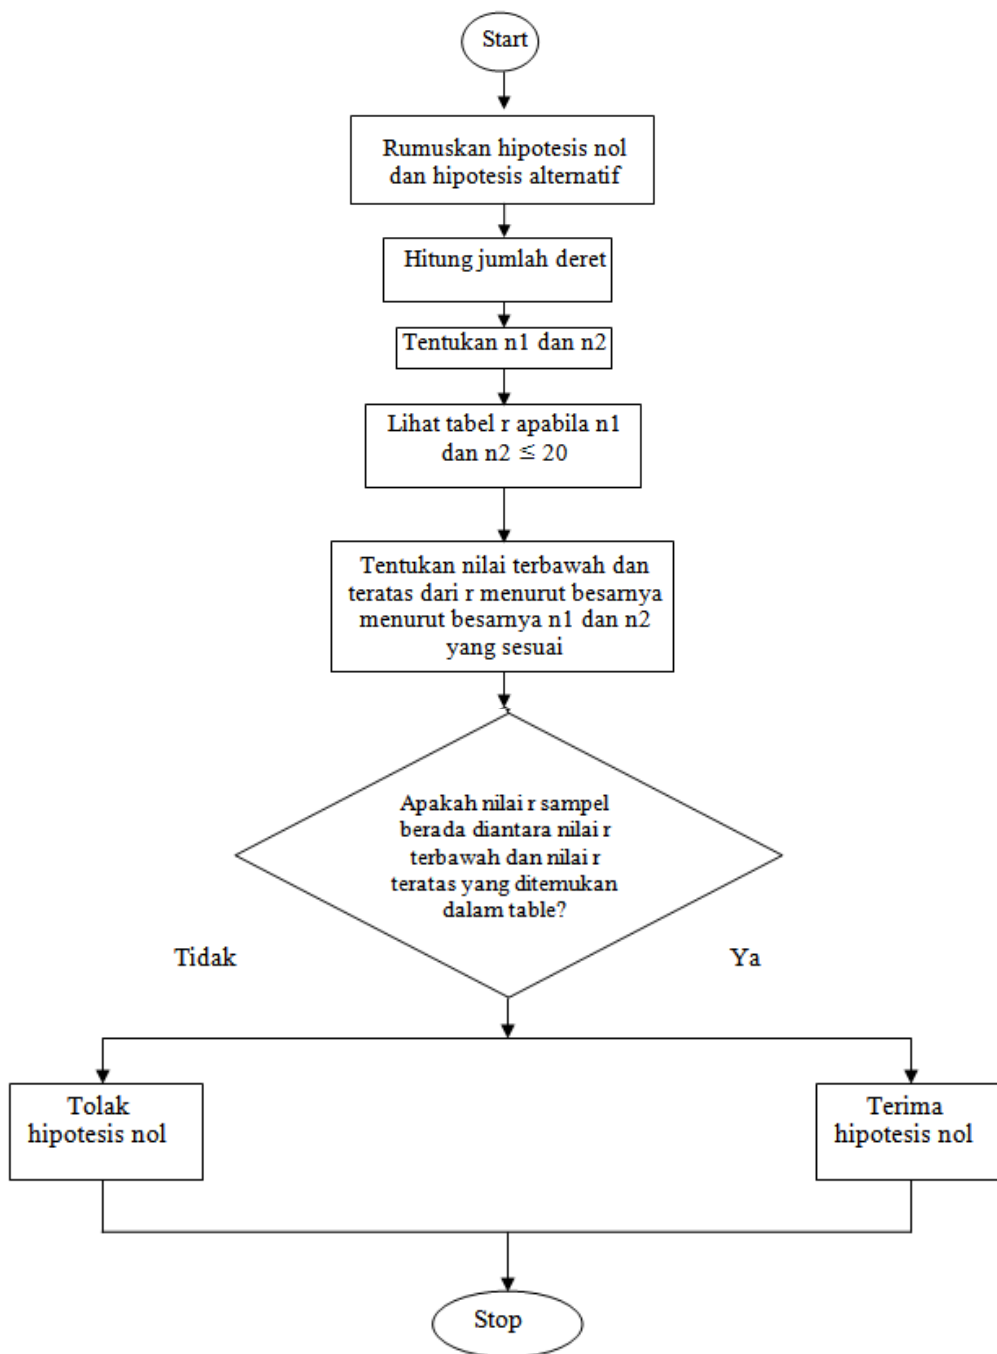 Start
Rumuskan hipotesis nol
dan hipotesis alternatif
Hitung jumlah deret
Tentukan n1 dan n2
Lihat tabel r apabila n1
dan n2 ≤ 20
Tentukan nilai terbawah dan
teratas dari r menurut besarnya
menurut besarnya n1 dan n2
yang sesuai
Apakah nilai r sampel
berada diantara nilai r
terbawah dan nilai r
teratas yang ditemukan
dalam table?
Tidak
Ya
Tolak
hipotesis nol
Terima
hipotesis nol
Stop